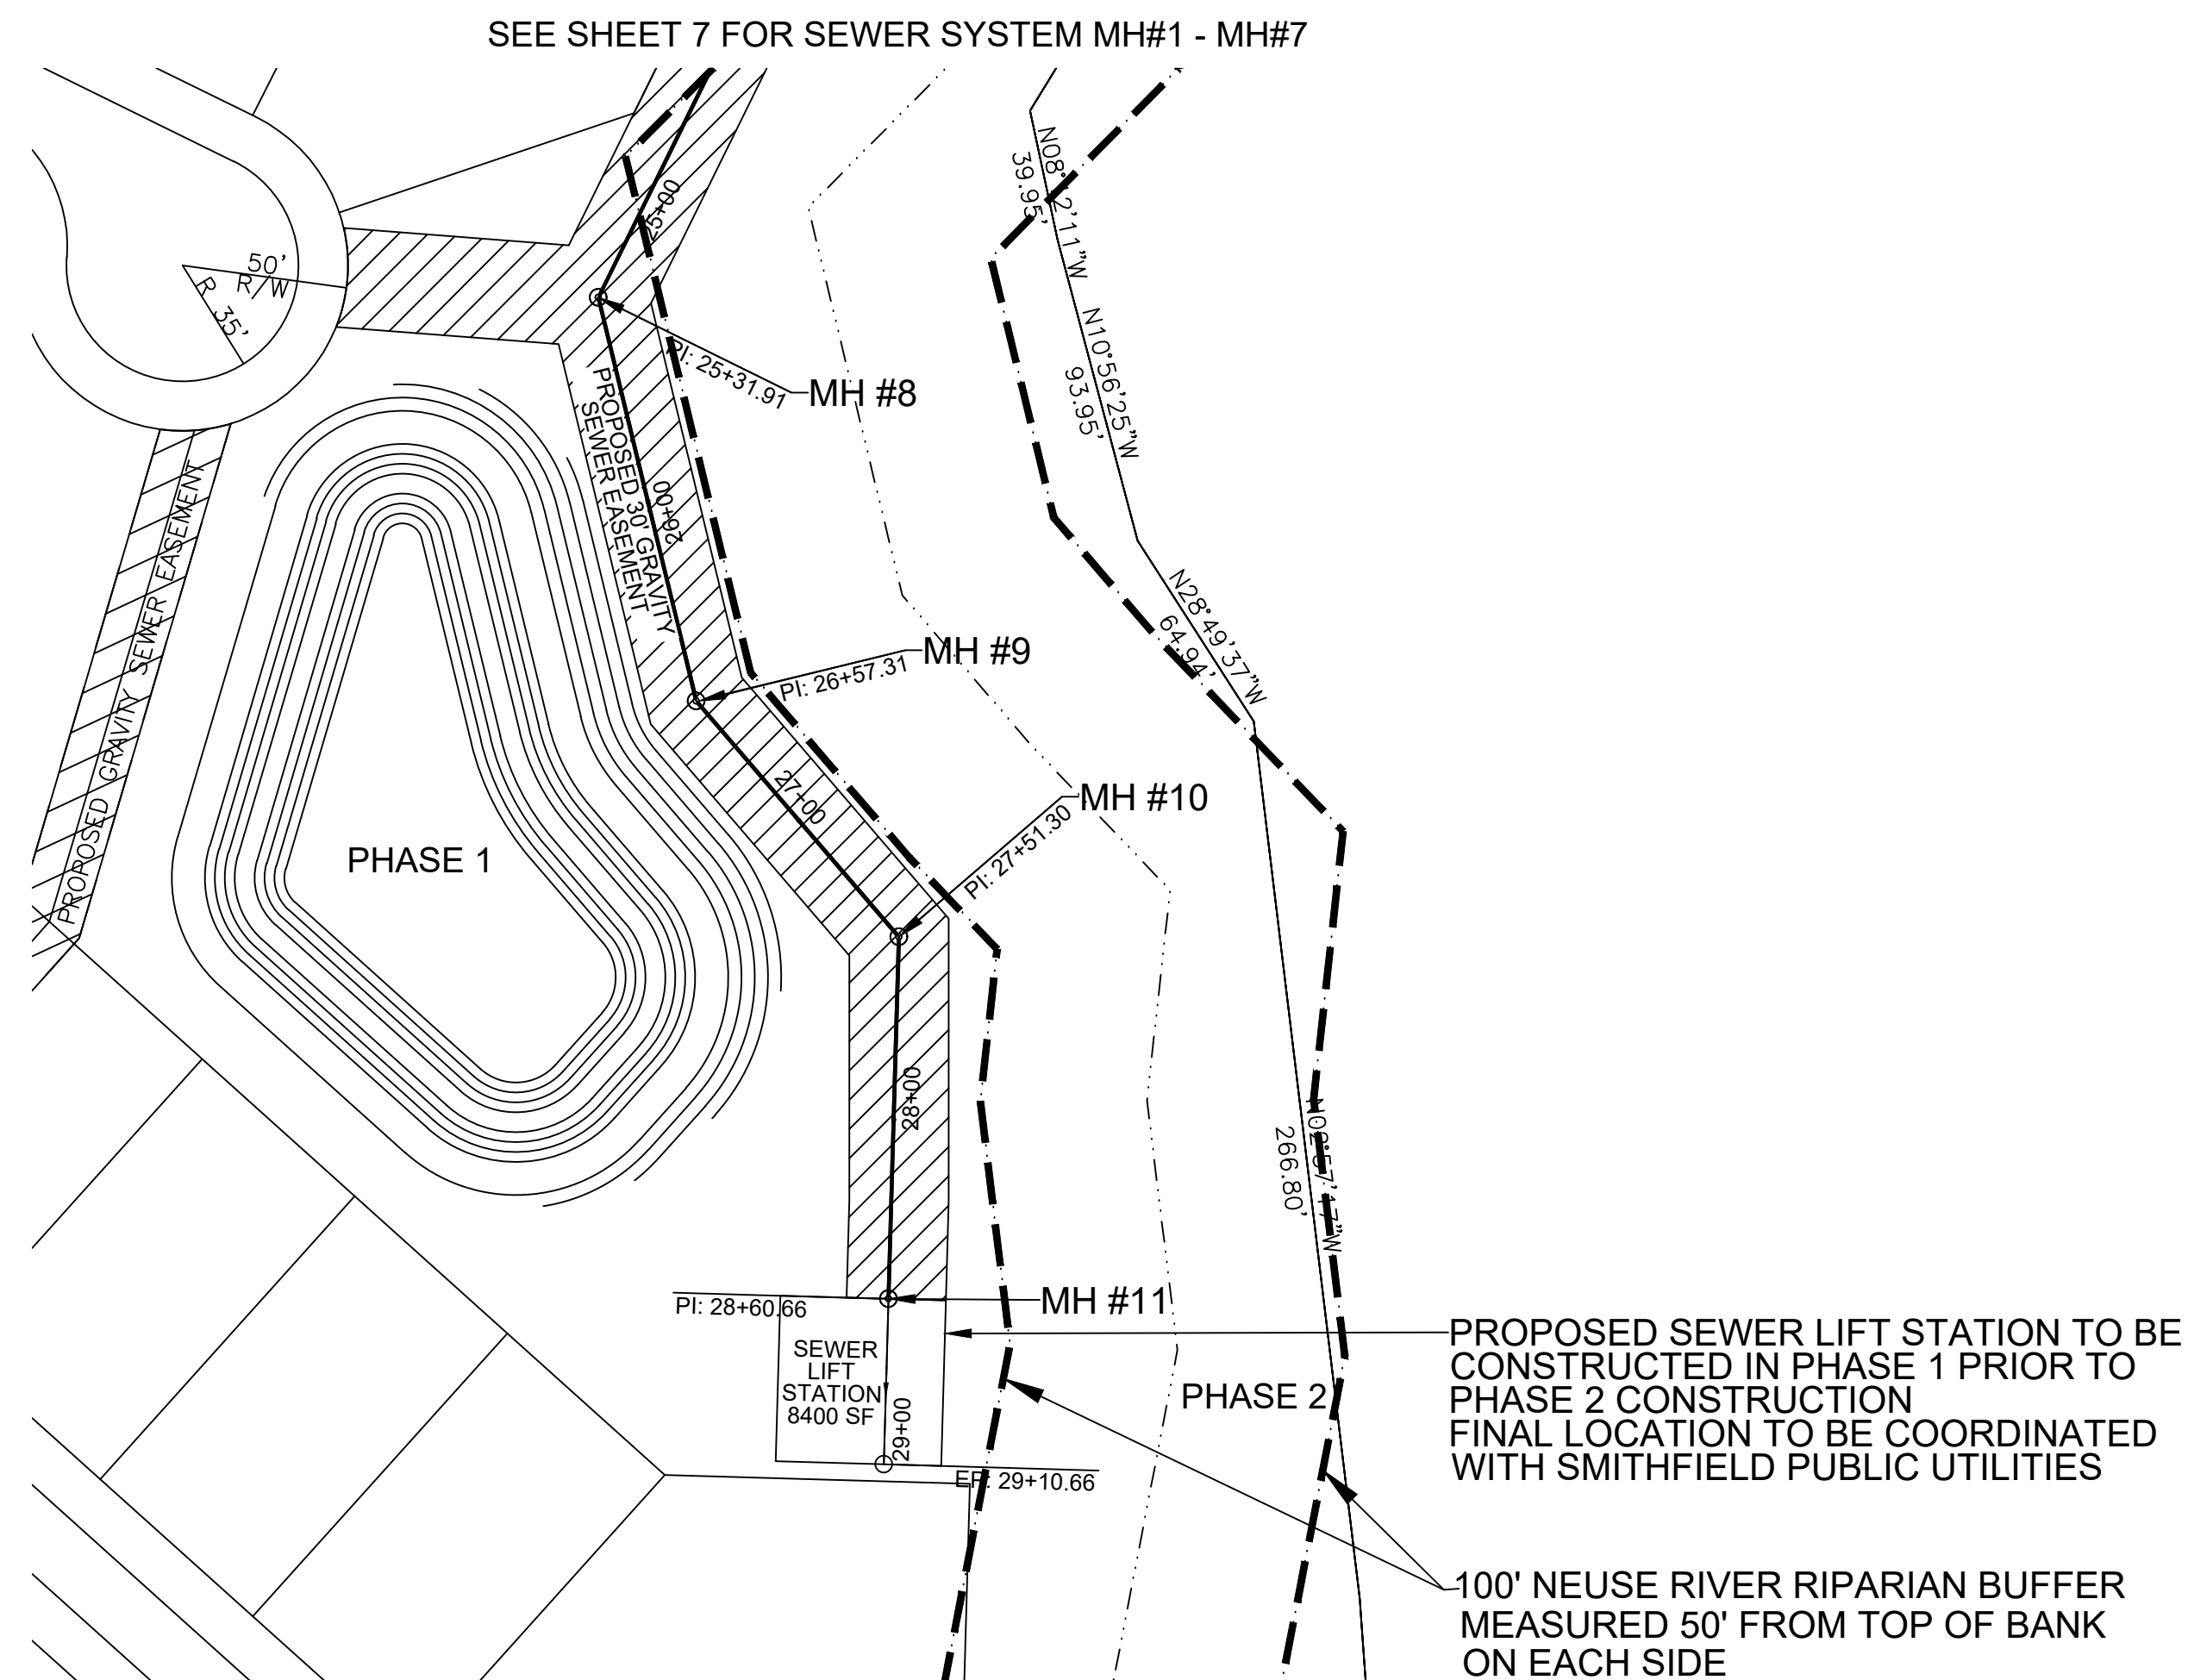 SEE SHEET 7 FOR SEWER SYSTEM MH#1 - MH#7
50'
R/W
R 35'
25+00
PI: 25+31.91
MH #8
N08°12'11"W
39.95'
N10°56'25"W
93.95'
PROPOSED 30' GRAVITY
SEWER EASEMENT
26+00
PROPOSED GRAVITY SEWER EASEMENT
MH #9
PI: 26+57.31
N28°49'37"W
64.94'
27+00
MH #10
PI: 27+51.30
PHASE 1
28+00
N02°57'17"W
266.80'
PI: 28+60.66
MH #11
SEWER
LIFT
STATION
8400 SF
29+00
EP: 29+10.66
PHASE 2
PROPOSED SEWER LIFT STATION TO BE
CONSTRUCTED IN PHASE 1 PRIOR TO
PHASE 2 CONSTRUCTION
FINAL LOCATION TO BE COORDINATED
WITH SMITHFIELD PUBLIC UTILITIES
100' NEUSE RIVER RIPARIAN BUFFER
MEASURED 50' FROM TOP OF BANK
ON EACH SIDE